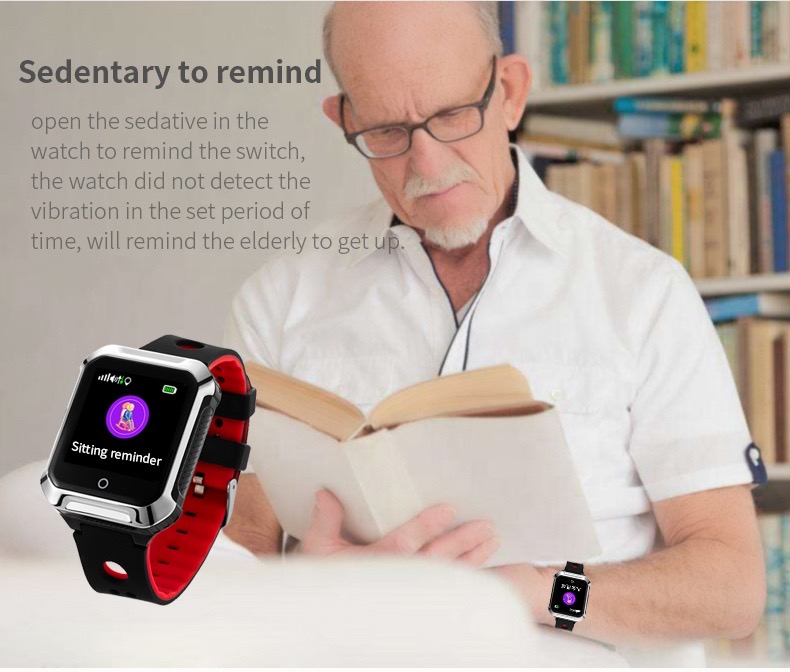 Sedentary to remind
open the sedative in the
watch to remind the switch,
the watch did not detect the
vibration in the set period of
time, will remind the elderly to get up.
Sitting reminder